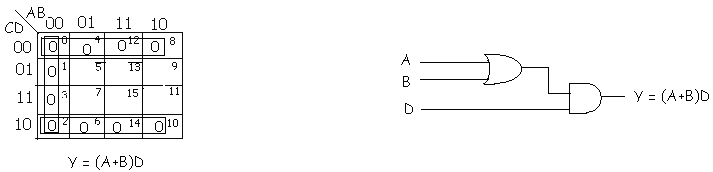 AB
CD 00 01 11 10
00 0 0 0 4 0 12 0 8
01 0 1 5 13 9
11 0 3 7 15 11
10 0 2 0 6 0 14 0 10
Y = (A+B)D
A
B
D
Y = (A+B)D